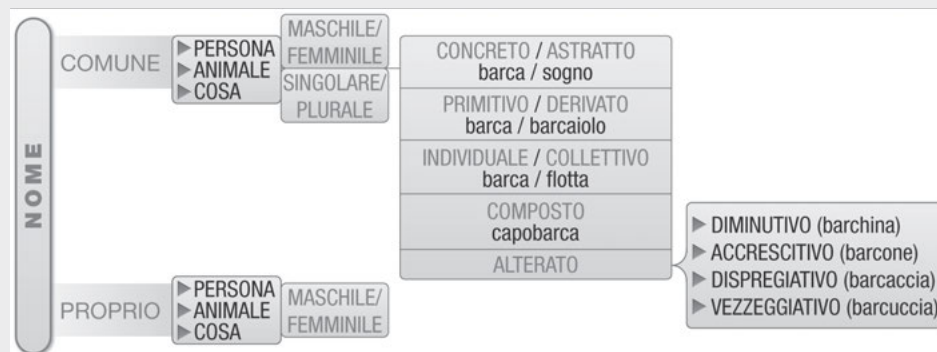 NOME
COMUNE
▶PERSONA
▶ANIMALE
▶COSA
MASCHILE/
FEMMINILE
SINGOLARE/
PLURALE
CONCRETO / ASTRATTO
barca / sogno
PRIMITIVO / DERIVATO
barca / barcaiolo
INDIVIDUALE / COLLETTIVO
barca / flotta
COMPOSTO
capobarca
ALTERATO
▶ DIMINUTIVO (barchina)
▶ ACCRESCITIVO (barcone)
▶ DISPREGIATIVO (barcaccia)
▶ VEZZEGGIATIVO (barcuccia)
PROPRIO
▶PERSONA
▶ANIMALE
▶COSA
MASCHILE/
FEMMINILE